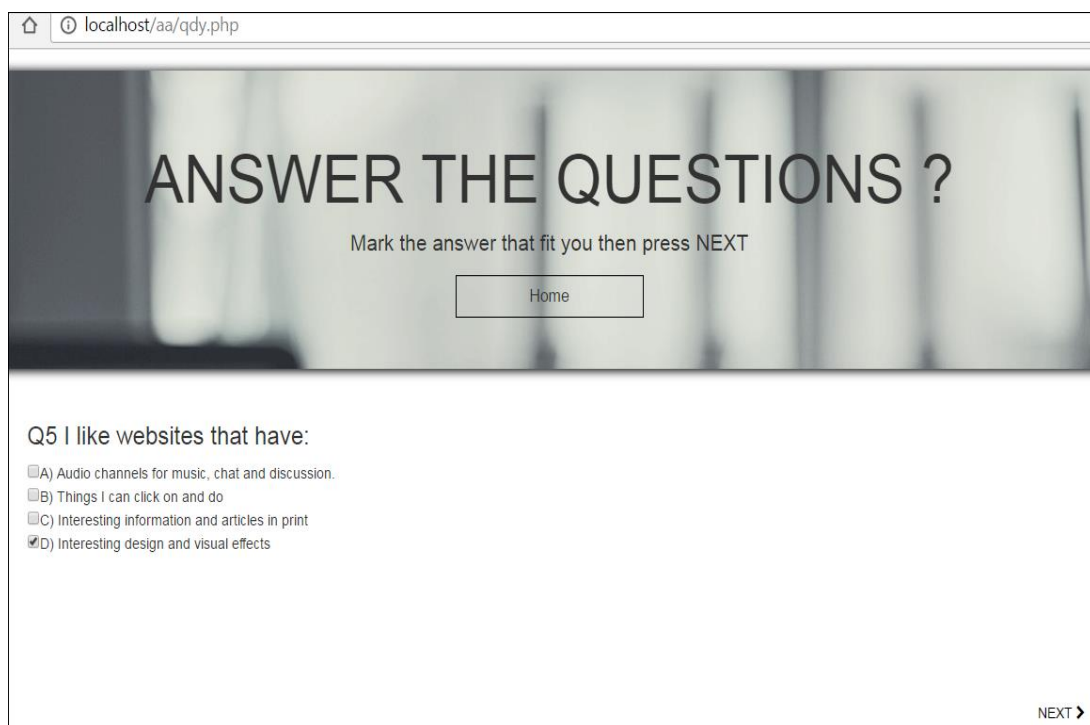 localhost/aa/qdy.php
ANSWER THE QUESTIONS ?
Mark the answer that fit you then press NEXT
Home
Q5 I like websites that have:
A) Audio channels for music, chat and discussion.
B) Things I can click on and do
C) Interesting information and articles in print
D) Interesting design and visual effects
NEXT